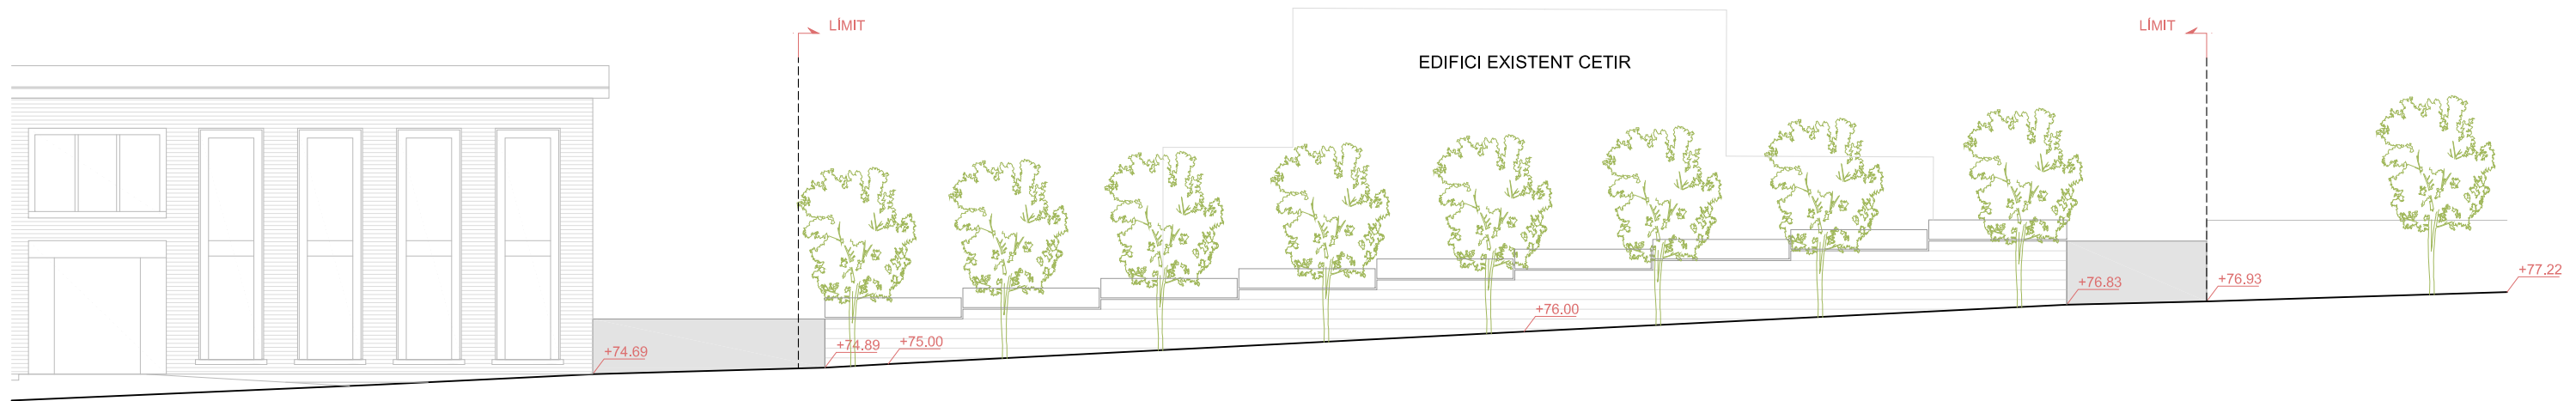 LÍMIT
LÍMIT
EDIFICI EXISTENT CETIR
+77.22
+76.83
+76.93
+76.00
+75.00
+74.89
+74.69